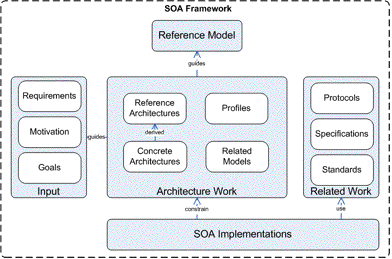 SOA Framework
Reference Model
guides
Requirements
Motivation
Goals
Input
guides
Reference
Architectures
Profiles
derived
Concrete
Architectures
Related
Models
Architecture Work
Protocols
Specifications
Standards
Related Work
constrain
use
SOA Implementations